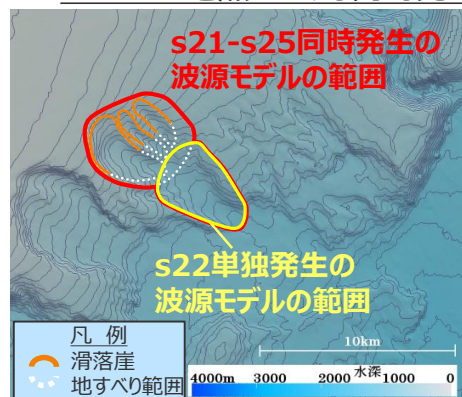 s21-s25同時発生の
波源モデルの範囲
s22単独発生の
波源モデルの範囲
凡 例
滑落崖
地すべり範囲
10km
4000m 3000 2000 水深 1000 0